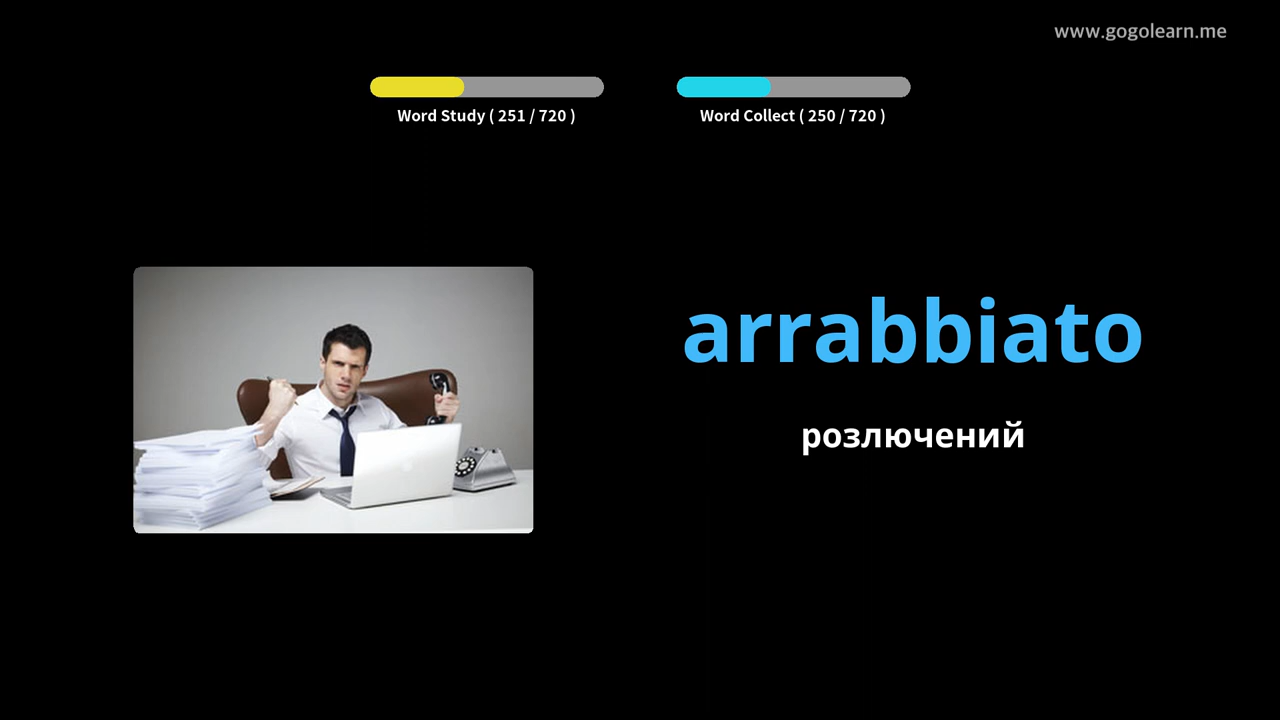 www.gogolearn.me
Word Study ( 251 / 720 )
Word Collect ( 250 / 720 )
arrabbiato
розлючений